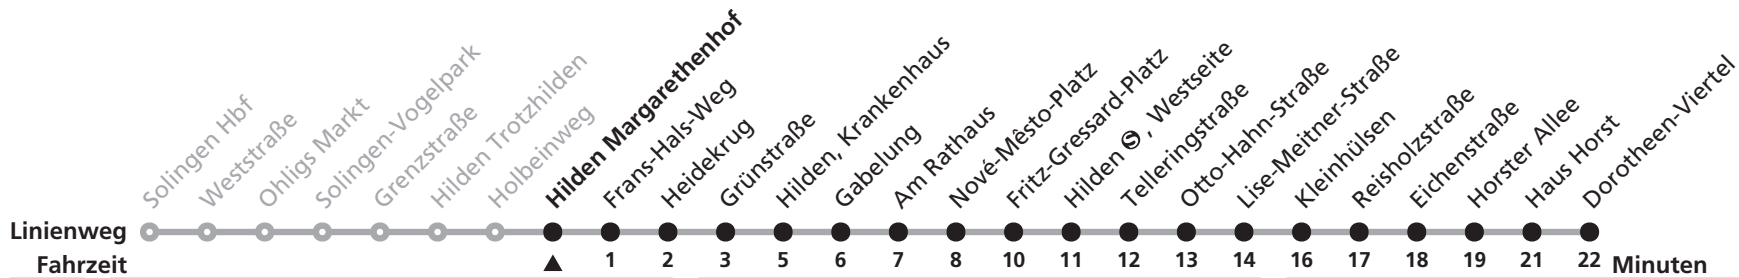 Solingen Hbf
Weststraße
Ohligs Markt
Solingen-Vogelpark
Grenzstraße
Hilden Trotzhilden
Holbeinweg
Hilden Margarethenhof
Frans-Hals-Weg
Heidekrug
Grünstraße
Hilden, Krankenhaus
Gabelung
Am Rathaus
Nové-Mêsto-Platz
Fritz-Gressard-Platz
Hilden S, Westseite
Telleringstraße
Otto-Hahn-Straße
Lise-Meitner-Straße
Kleinhülsen
Reisholzstraße
Eichenstraße
Horster Allee
Haus Horst
Dorotheen-Viertel
Linienweg
Fahrzeit 1 2 3 5 6 7 8 10 11 12 13 14 16 17 18 19 21 22 Minuten